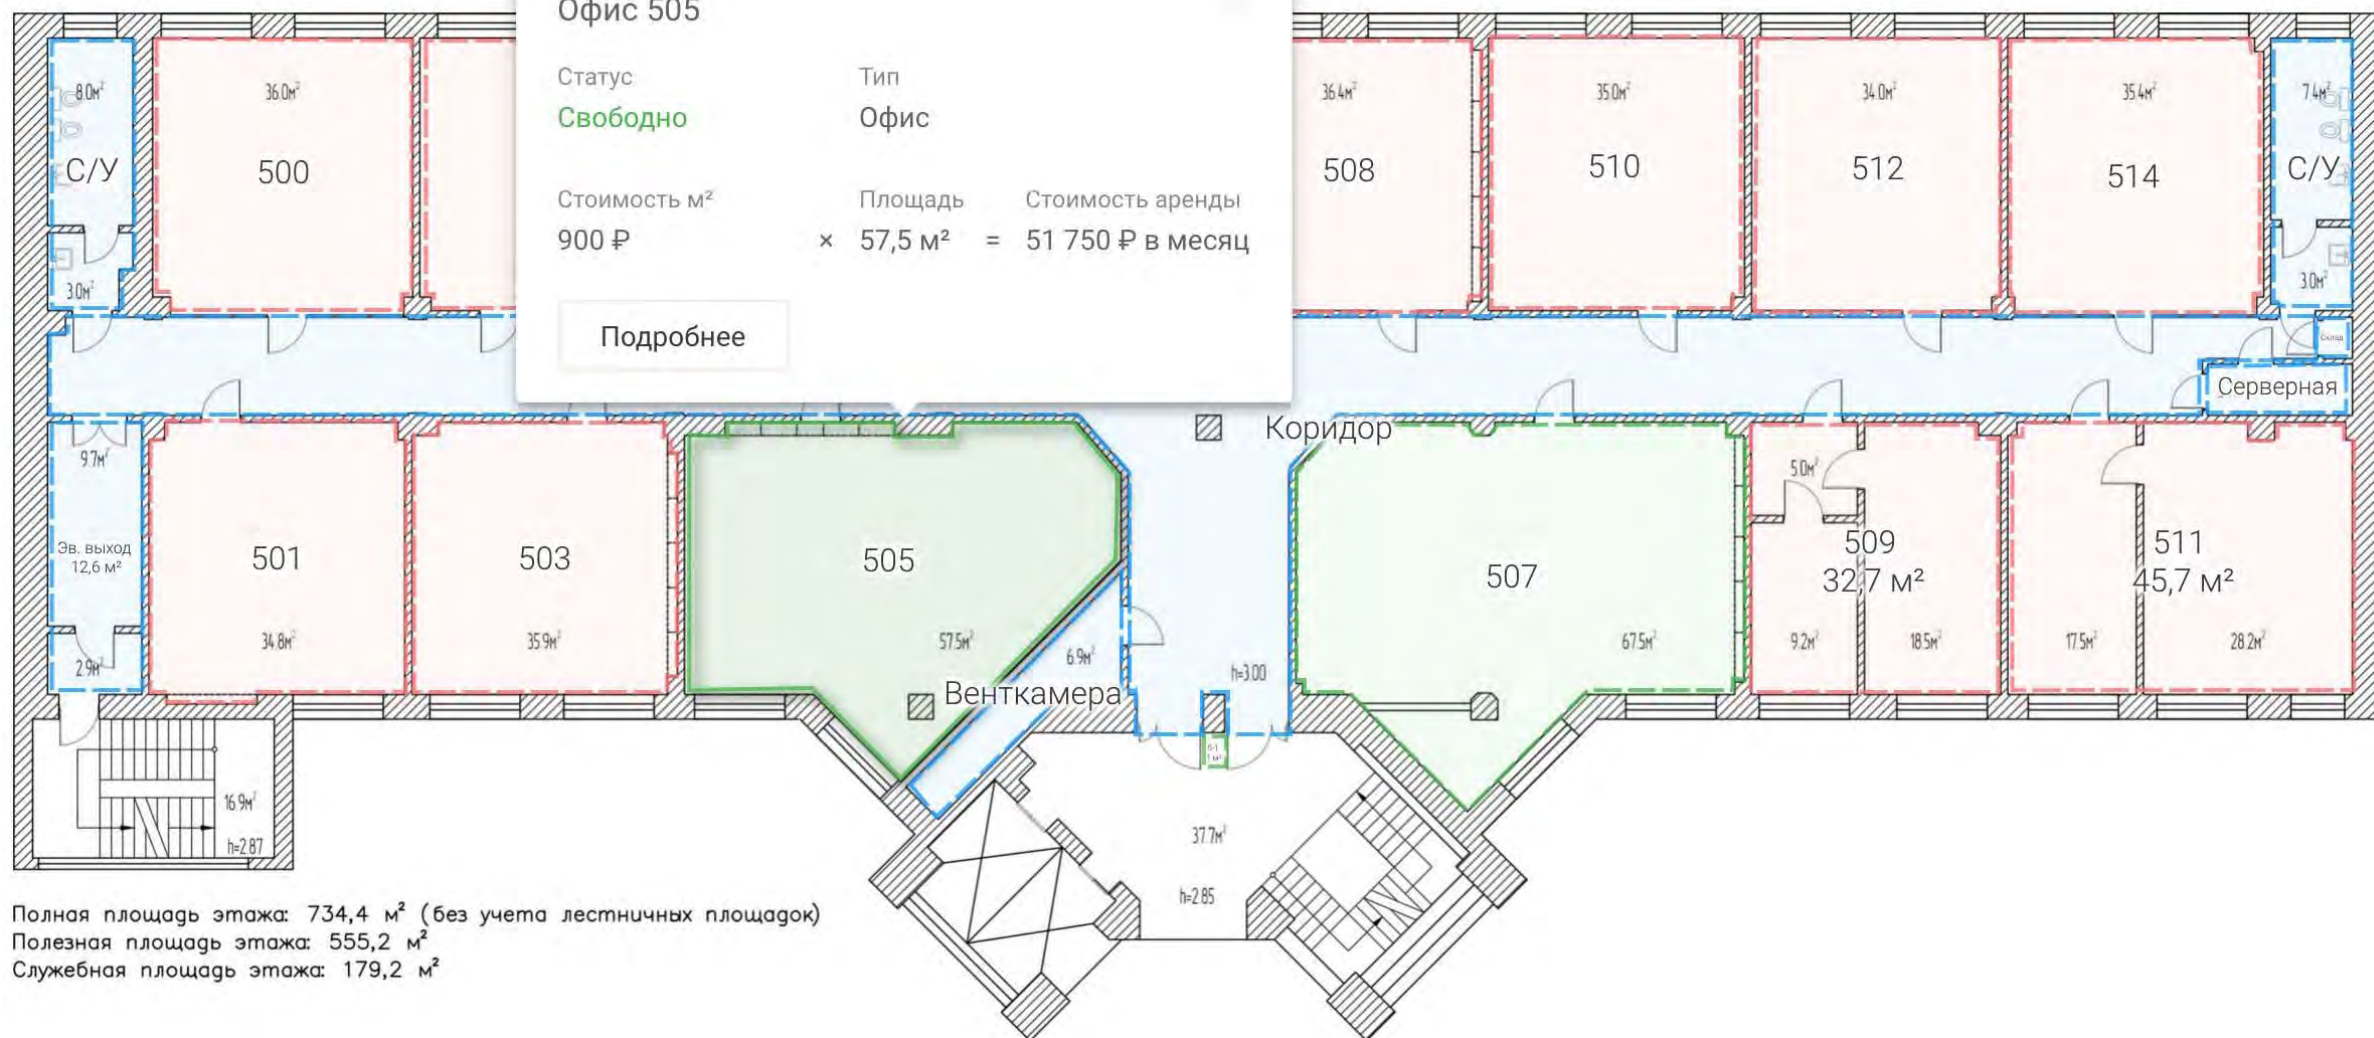 Офис 505
Статус
Тип
Свободно
Офис
Стоимость м²
Площадь
Стоимость аренды
900 ₽
×
57,5 м²
=
51 750 ₽ в месяц
Подробнее
8.0м²
С/У
3.0м²
36.0м²
500
36.4м²
508
35.0м²
510
34.0м²
512
35.4м²
514
7.4м²
С/У
3.0м²
Склад
Серверная
Коридор
9.7м²
Эв. выход
12,6 м²
2.9м²
501
34.8м²
503
35.9м²
505
57.5м²
6.9м²
Венткамера
h=3.00
507
67.5м²
5.0м²
509
32,7 м²
9.2м²
18.5м²
511
45,7 м²
17.5м²
28.2м²
1 м²
16.9м²
h=2.87
37.7м²
h=2.85
Полная площадь этажа: 734,4 м² (без учета лестничных площадок)
Полезная площадь этажа: 555,2 м²
Служебная площадь этажа: 179,2 м²